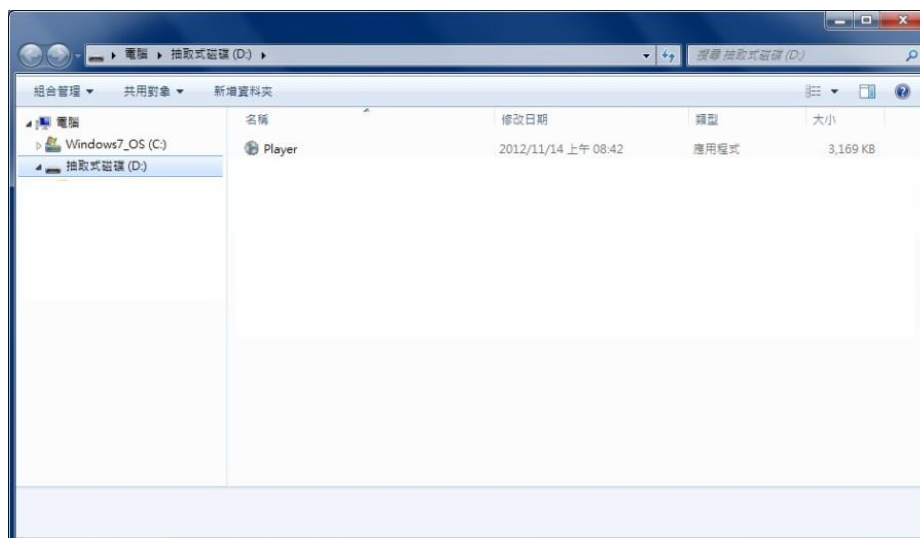 電腦 抽取式磁碟 (D:) 搜尋 抽取式磁碟 (D:)
組合管理 共用對象 新增資料夾
名稱 修改日期 類型 大小
電腦
Windows7_OS (C:)
抽取式磁碟 (D:)
Player 2012/11/14 上午 08:42 應用程式 3,169 KB